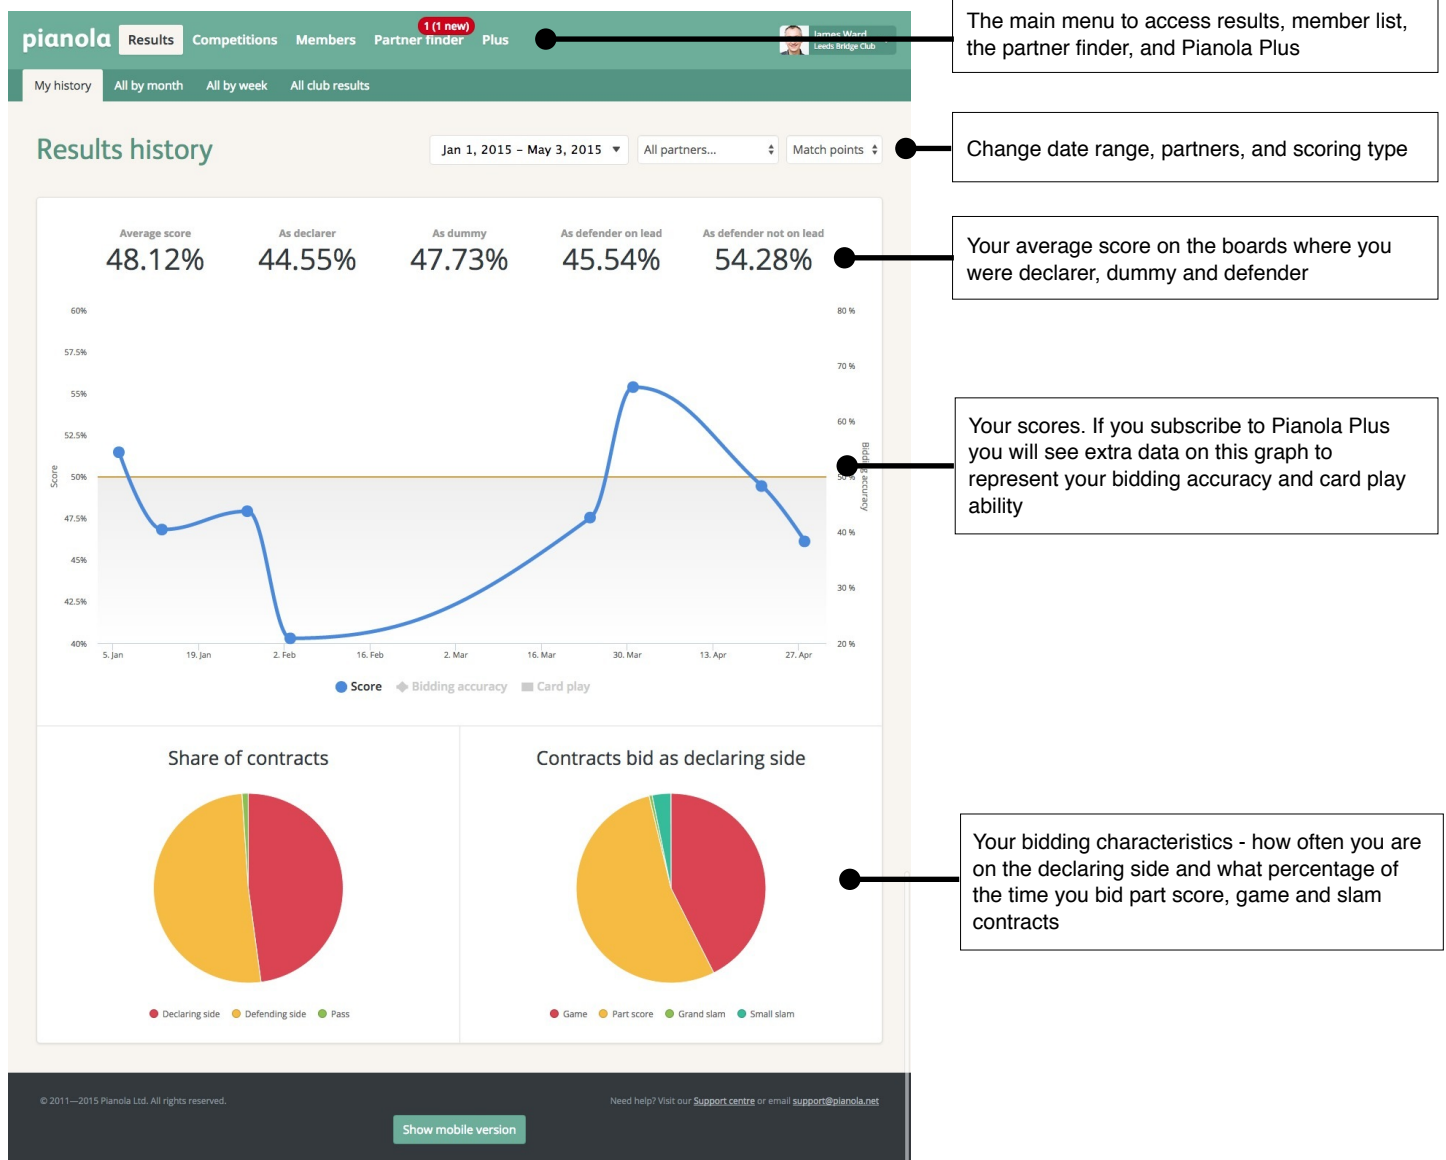 pianola
Results
Competitions
Members
Partner finder
1 (1 new)
Plus
James Ward
Leeds Bridge Club
The main menu to access results, member list,
the partner finder, and Pianola Plus
My history
All by month
All by week
All club results
Results history
Jan 1, 2015 – May 3, 2015
All partners...
Match points
Change date range, partners, and scoring type
Average score
48.12%
As declarer
44.55%
As dummy
47.73%
As defender on lead
45.54%
As defender not on lead
54.28%
Your average score on the boards where you
were declarer, dummy and defender
60%
57.5%
55%
52.5%
50%
47.5%
45%
42.5%
40%
Score
80 %
70 %
60 %
50 %
40 %
30 %
20 %
Bidding accuracy
5. Jan
19. Jan
2. Feb
16. Feb
2. Mar
16. Mar
30. Mar
13. Apr
27. Apr
Score
Bidding accuracy
Card play
Your scores. If you subscribe to Pianola Plus
you will see extra data on this graph to
represent your bidding accuracy and card play
ability
Share of contracts
Declaring side
Defending side
Pass
Contracts bid as declaring side
Game
Part score
Grand slam
Small slam
Your bidding characteristics - how often you are
on the declaring side and what percentage of
the time you bid part score, game and slam
contracts
© 2011—2015 Pianola Ltd. All rights reserved.
Need help? Visit our Support centre or email support@pianola.net
Show mobile version